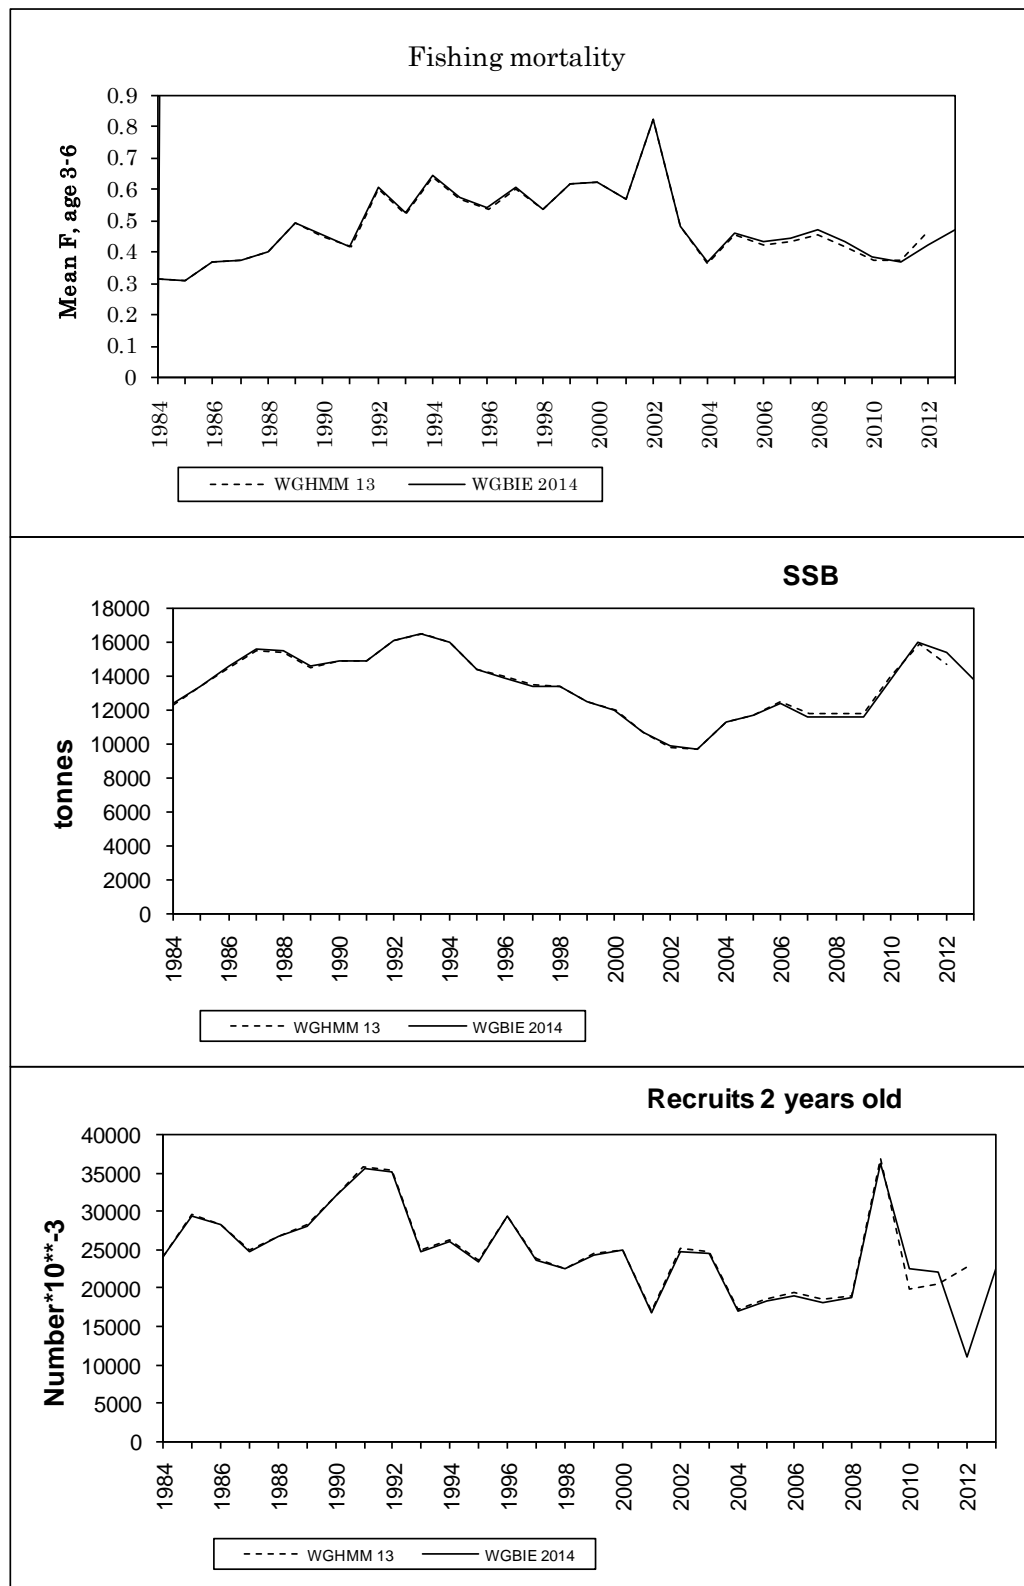 Fishing mortality
Mean F, age 3-6
0.9
0.8
0.7
0.6
0.5
0.4
0.3
0.2
0.1
0
1984 1986 1988 1990 1992 1994 1996 1998 2000 2002 2004 2006 2008 2010 2012
WGHMM 13 WGBIE 2014
SSB
tonnes
18000
16000
14000
12000
10000
8000
6000
4000
2000
0
1984 1986 1988 1990 1992 1994 1996 1998 2000 2002 2004 2006 2008 2010 2012
WGHMM 13 WGBIE 2014
Recruits 2 years old
Number*10**-3
40000
35000
30000
25000
20000
15000
10000
5000
0
1984 1986 1988 1990 1992 1994 1996 1998 2000 2002 2004 2006 2008 2010 2012
WGHMM 13 WGBIE 2014